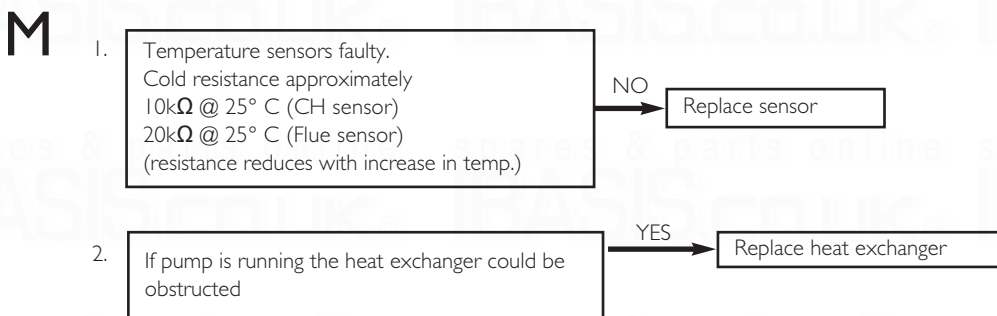 M
1. Temperature sensors faulty.
Cold resistance approximately
10kΩ @ 25° C (CH sensor)
20kΩ @ 25° C (Flue sensor)
(resistance reduces with increase in temp.)
NO
Replace sensor
2. If pump is running the heat exchanger could be
obstructed
YES
Replace heat exchanger